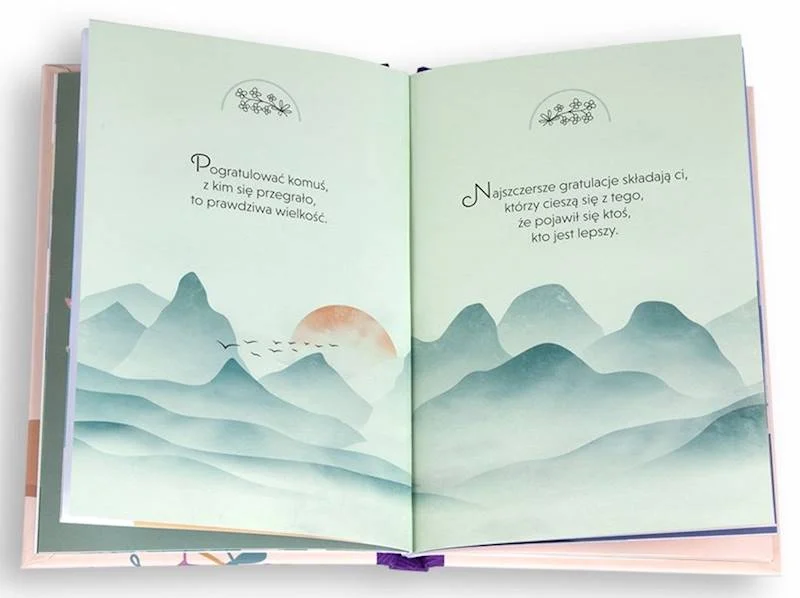 Pogratulować komuś,
z kim się przegrało,
to prawdziwa wielkość.
Najszczersze gratulacje składają ci,
którzy cieszą się z tego,
że pojawił się ktoś,
kto jest lepszy.